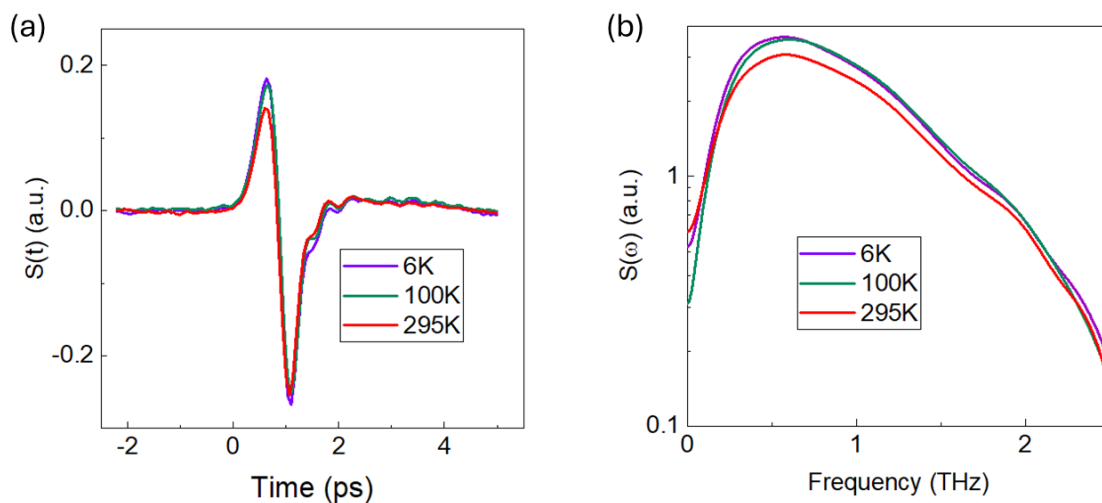 (a)
0.2
0.0
-0.2
S(t) (a.u.)
6K
100K
295K
-2
0
2
4
Time (ps)
(b)
1
0.1
S(ω) (a.u.)
6K
100K
295K
0
1
2
Frequency (THz)